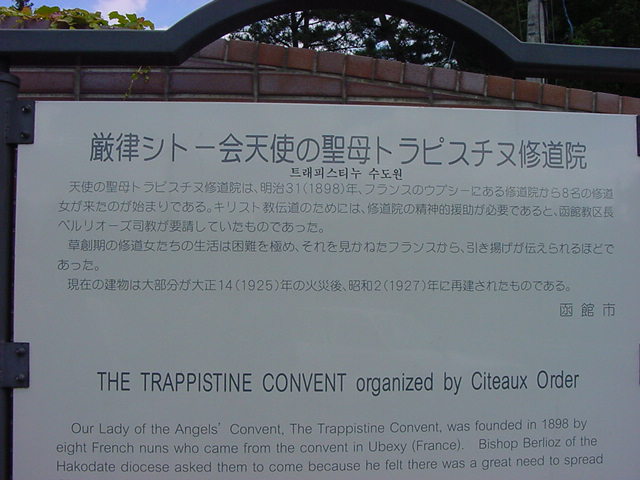 厳律シトー会天使の聖母トラピスチヌ修道院
트래피스티누 수도원
天使の聖母トラピスチヌ修道院は、明治31(1898)年、フランスのウプシーにある修道院から8名の修道
女が来たのが始まりである。キリスト教伝道のためには、修道院の精神的援助が必要であると、函館教区長
ベルリオーズ司教が要請していたものであった。
草創期の修道女たちの生活は困難を極め、それを見かねたフランスから、引き揚げが伝えられるほどで
あった。
現在の建物は大部分が大正14(1925)年の火災後、昭和2(1927)年に再建されたものである。
函館市
THE TRAPPISTINE CONVENT organized by Citeaux Order
Our Lady of the Angels' Convent, The Trappistine Convent, was founded in 1898 by
eight French nuns who came from the convent in Ubexy (France). Bishop Berlioz of the
Hakodate diocese asked them to come because he felt there was a great need to spread